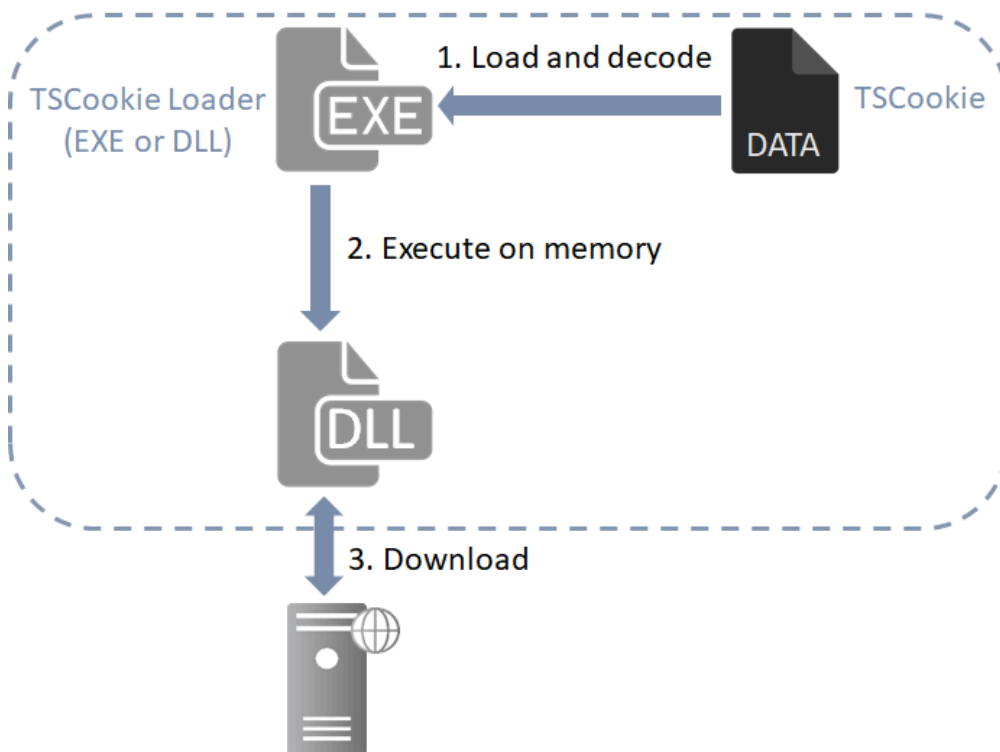 1. Load and decode
TSCookie Loader
(EXE or DLL)
EXE
DATA
TSCookie
2. Execute on memory
DLL
3. Download